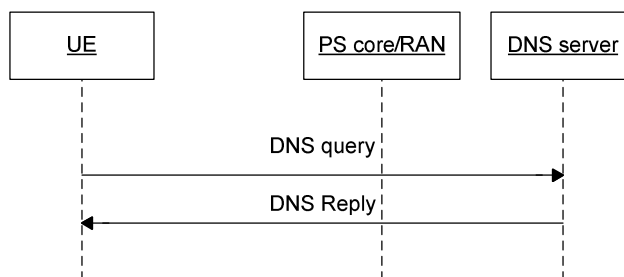 UE
PS core/RAN
DNS server
DNS query
DNS Reply